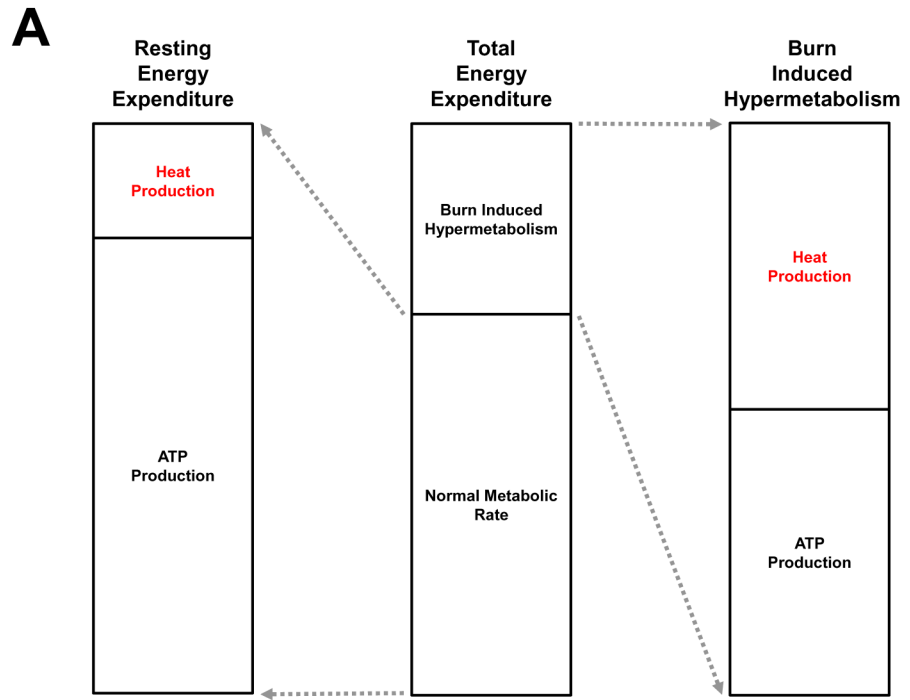 A
Resting
Energy
Expenditure
Heat
Production
ATP
Production
Total
Energy
Expenditure
Burn Induced
Hypermetabolism
Normal Metabolic
Rate
Burn
Induced
Hypermetabolism
Heat
Production
ATP
Production